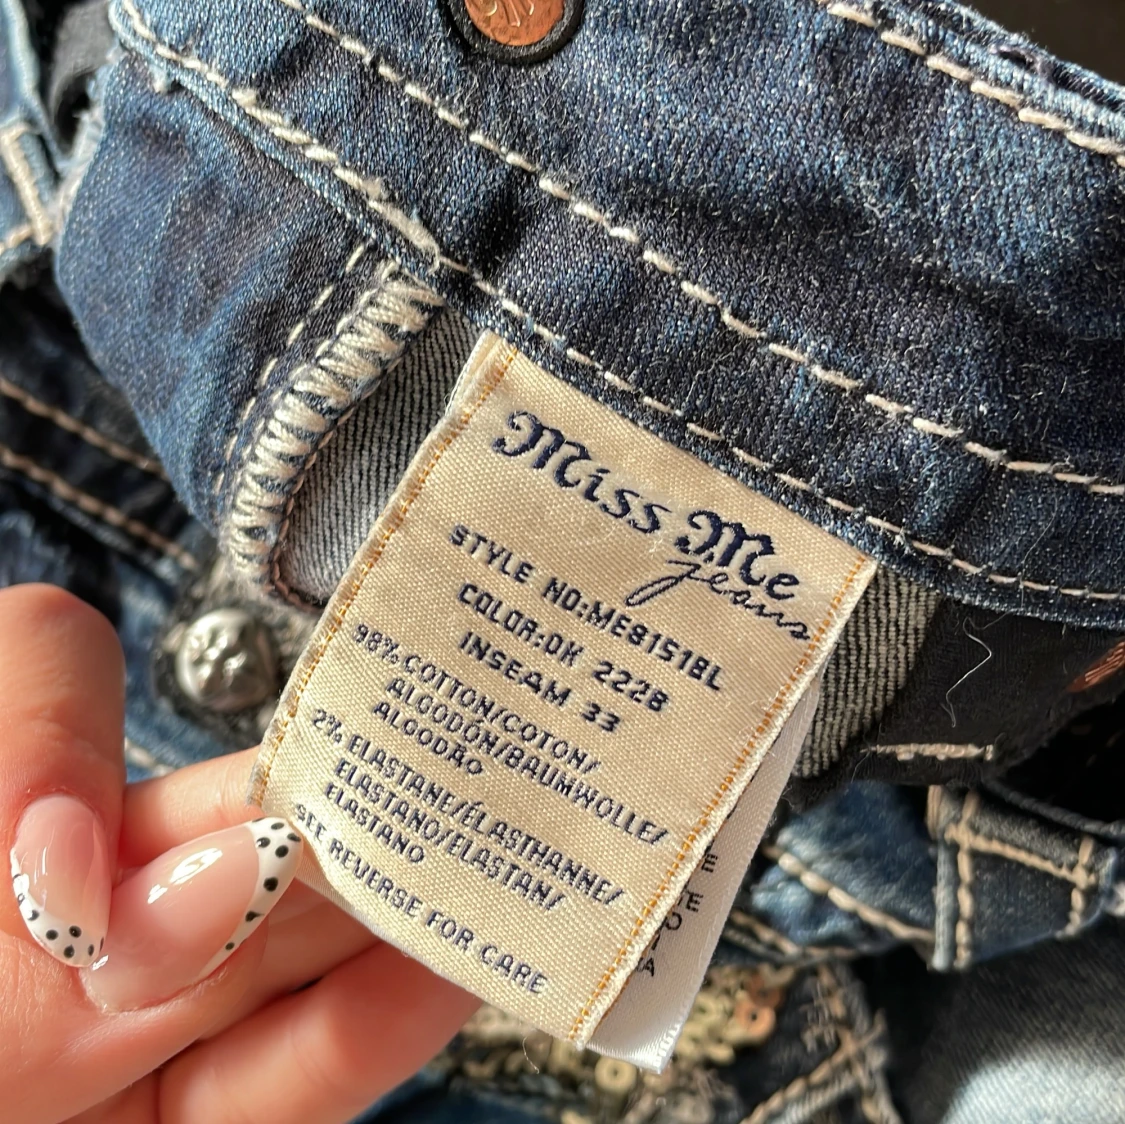 Miss Me
jeans
STYLE NO:ME8151BL
COLOR:DK 222B
INSEAM 33
98% COTTON/COTON/
ALGODÓN/BAUMWOLLE/
ALGODÃO
2% ELASTANE/ÉLASTHANNE/
ELASTANO/ELASTAN/
ELASTANO
SEE REVERSE FOR CARE